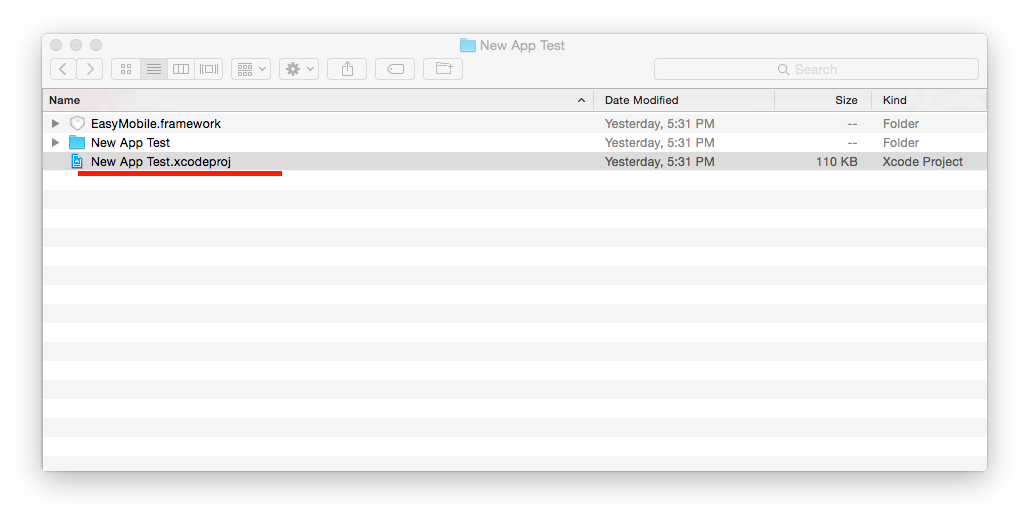 New App Test
Search
Name Date Modified Size Kind
EasyMobile.framework Yesterday, 5:31 PM -- Folder
New App Test Yesterday, 5:31 PM -- Folder
New App Test.xcodeproj Yesterday, 5:31 PM 110 KB Xcode Project